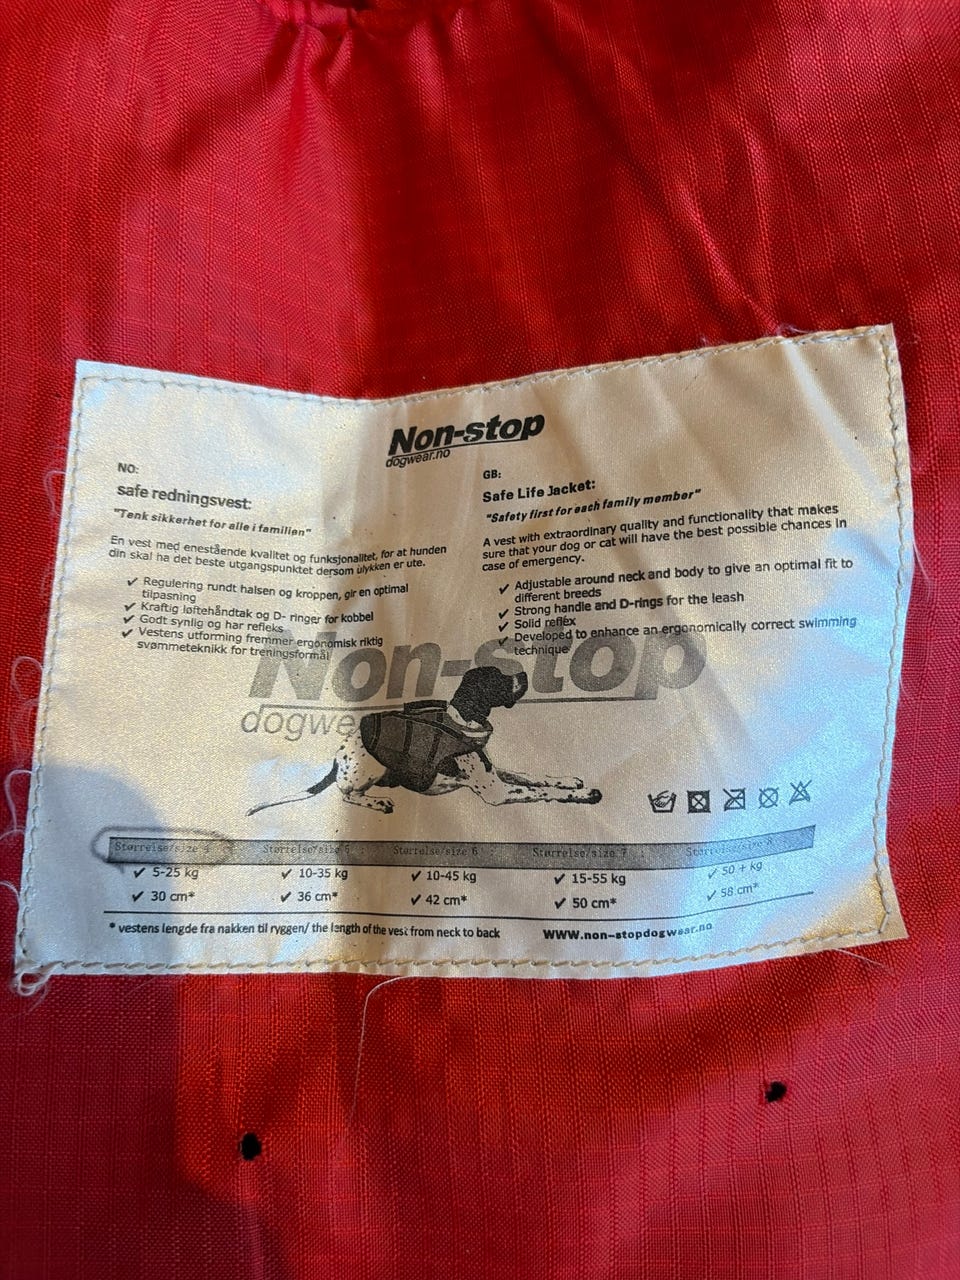 Non-stop
dogwear.no
NO:
safe redningsvest:
"Tenk sikkerhet for alle i familien"
En vest med enestående kvalitet og funksjonalitet, for at hunden
din skal ha det beste utgangspunktet dersom ulykken er ute.
✔ Regulering rundt halsen og kroppen, gir en optimal
tilpasning
✔ Kraftig løftehåndtak og D- ringer for kobbel
✔ Godt synlig og har refleks
✔ Vestens utforming fremmer ergonomisk riktig
svømmeteknikk for treningsformål
GB:
Safe Life Jacket:
"Safety first for each family member"
A vest with extraordinary quality and functionality that makes
sure that your dog or cat will have the best possible chances in
case of emergency.
✔ Adjustable around neck and body to give an optimal fit to
different breeds
✔ Strong handle and D-rings for the leash
✔ Solid reflex
✔ Developed to enhance an ergonomically correct swimming
technique
Non-stop
dogwe
Størrelse/size 4 : Størrelse/size 5 : Størrelse/size 6 : Størrelse/size 7 : Størrelse/size 8 :
✔ 5-25 kg ✔ 10-35 kg ✔ 10-45 kg ✔ 15-55 kg ✔ 50 + kg
✔ 30 cm* ✔ 36 cm* ✔ 42 cm* ✔ 50 cm* ✔ 58 cm*
* vestens lengde fra nakken til ryggen/ the length of the vest from neck to back WWW.non-stopdogwear.no